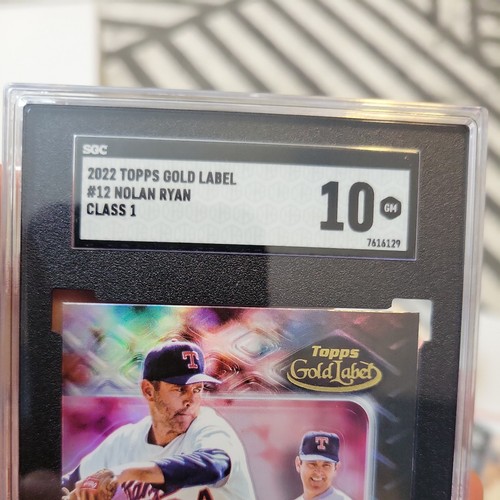 SGC
2022 TOPPS GOLD LABEL
#12 NOLAN RYAN
CLASS 1
10 GM
7616129
Topps
Gold Label
T
T